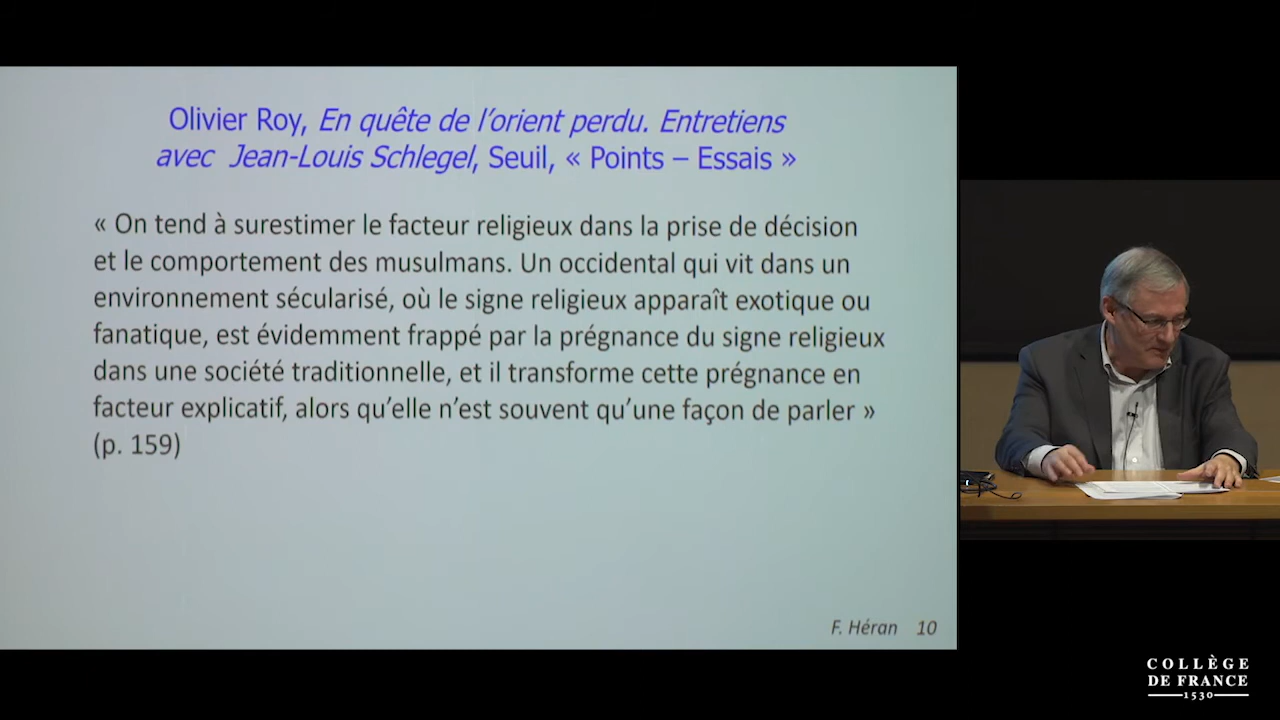 Olivier Roy, En quête de l’orient perdu. Entretiens
avec Jean-Louis Schlegel, Seuil, « Points – Essais »
« On tend à surestimer le facteur religieux dans la prise de décision
et le comportement des musulmans. Un occidental qui vit dans un
environnement sécularisé, où le signe religieux apparaît exotique ou
fanatique, est évidemment frappé par la prégnance du signe religieux
dans une société traditionnelle, et il transforme cette prégnance en
facteur explicatif, alors qu’elle n’est souvent qu’une façon de parler »
(p. 159)
F. Héran 10
COLLÈGE
DE FRANCE
1530